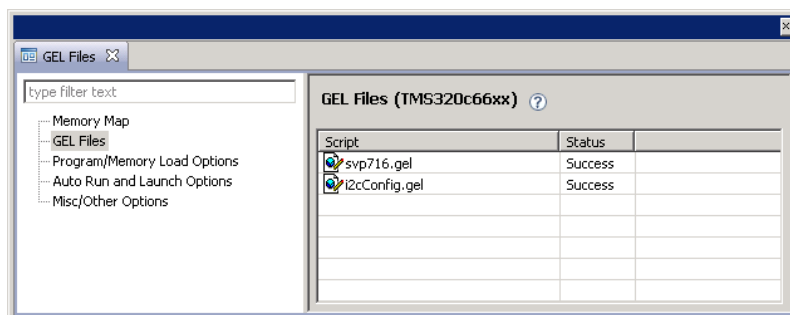 GEL Files
type filter text
Memory Map
GEL Files
Program/Memory Load Options
Auto Run and Launch Options
Misc/Other Options
GEL Files (TMS320c66xx) ?
Script Status
svp716.gel Success
i2cConfig.gel Success